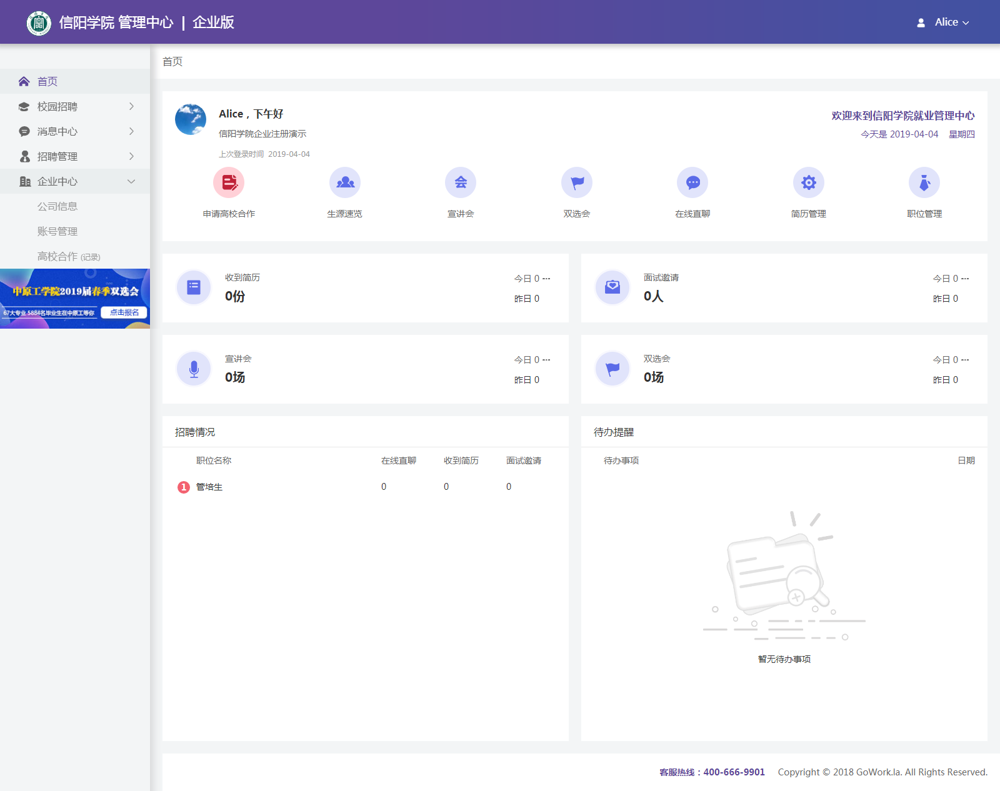 信阳学院 管理中心 | 企业版
Alice
首页
校园招聘
消息中心
招聘管理
企业中心
公司信息
账号管理
高校合作 (记录)
中原工学院2019届春季双选会
67大专业 5884名毕业生在中原工等你
点击报名
首页
Alice，下午好
信阳学院企业注册演示
上次登录时间 2019-04-04
欢迎来到信阳学院就业管理中心
今天是 2019-04-04 星期四
申请高校合作
生源速览
会
宣讲会
双选会
在线直聊
简历管理
职位管理
收到简历
0份
今日 0 ---
昨日 0
面试邀请
0人
今日 0 ---
昨日 0
宣讲会
0场
今日 0 ---
昨日 0
双选会
0场
今日 0 ---
昨日 0
招聘情况
职位名称 在线直聊 收到简历 面试邀请
1 管培生 0 0 0
待办提醒
待办事项 日期
暂无待办事项
客服热线：400-666-9901 Copyright © 2018 GoWork.la. All Rights Reserved.